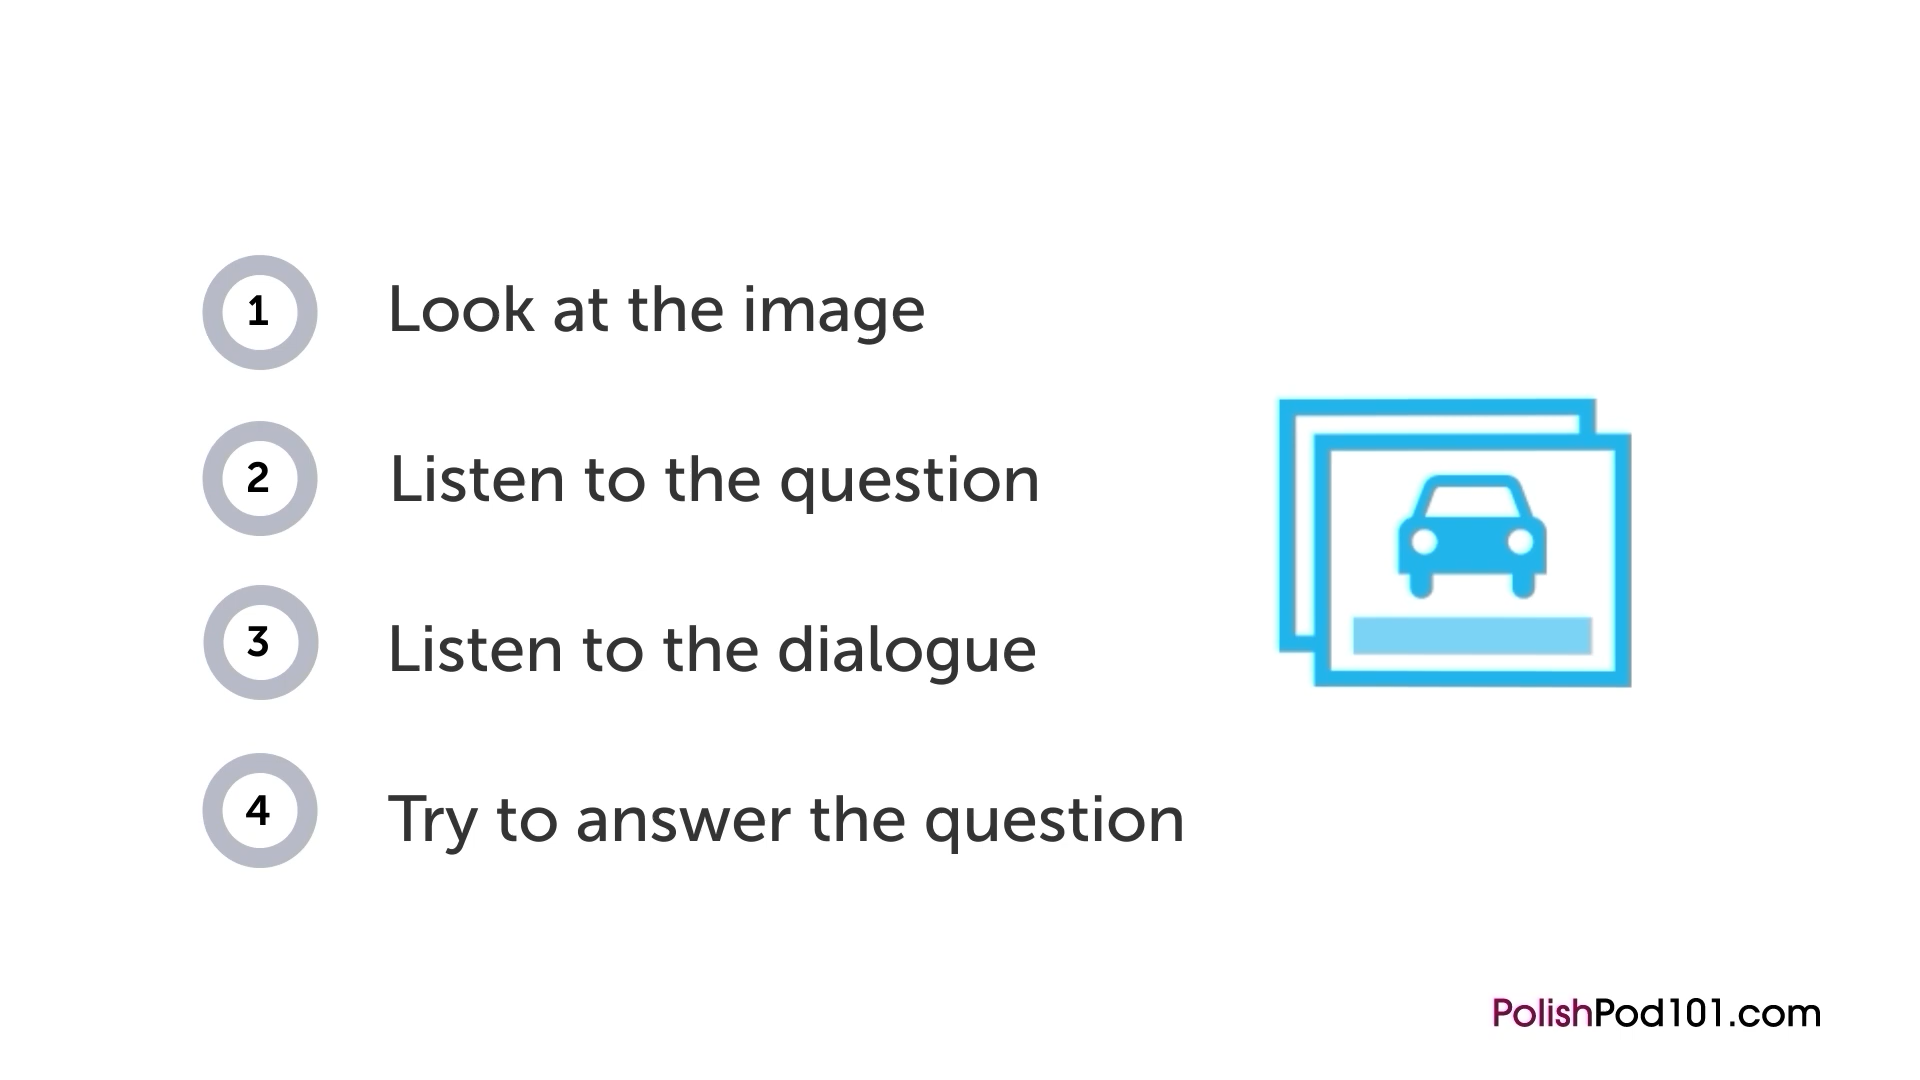 1 Look at the image
2 Listen to the question
3 Listen to the dialogue
4 Try to answer the question
PolishPod101.com